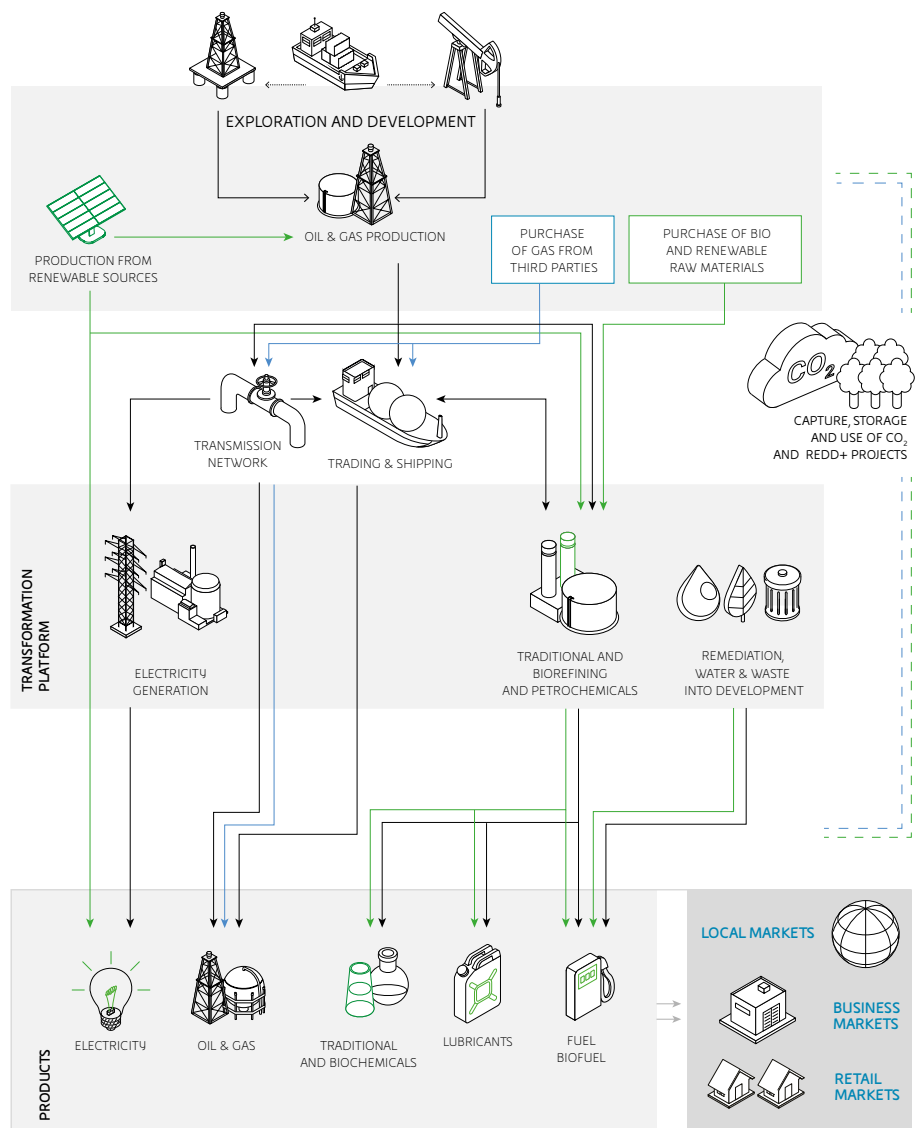 EXPLORATION AND DEVELOPMENT
OIL & GAS PRODUCTION
PRODUCTION FROM
RENEWABLE SOURCES
PURCHASE
OF GAS FROM
THIRD PARTIES
PURCHASE OF BIO
AND RENEWABLE
RAW MATERIALS
CO2
CAPTURE, STORAGE
AND USE OF CO₂
AND REDD+ PROJECTS
TRANSMISSION
NETWORK
TRADING & SHIPPING
TRANSFORMATION
PLATFORM
ELECTRICITY
GENERATION
TRADITIONAL AND
BIOREFINING
AND PETROCHEMICALS
REMEDIATION,
WATER & WASTE
INTO DEVELOPMENT
PRODUCTS
ELECTRICITY
OIL & GAS
TRADITIONAL
AND BIOCHEMICALS
LUBRICANTS
FUEL
BIOFUEL
LOCAL MARKETS
BUSINESS
MARKETS
RETAIL
MARKETS